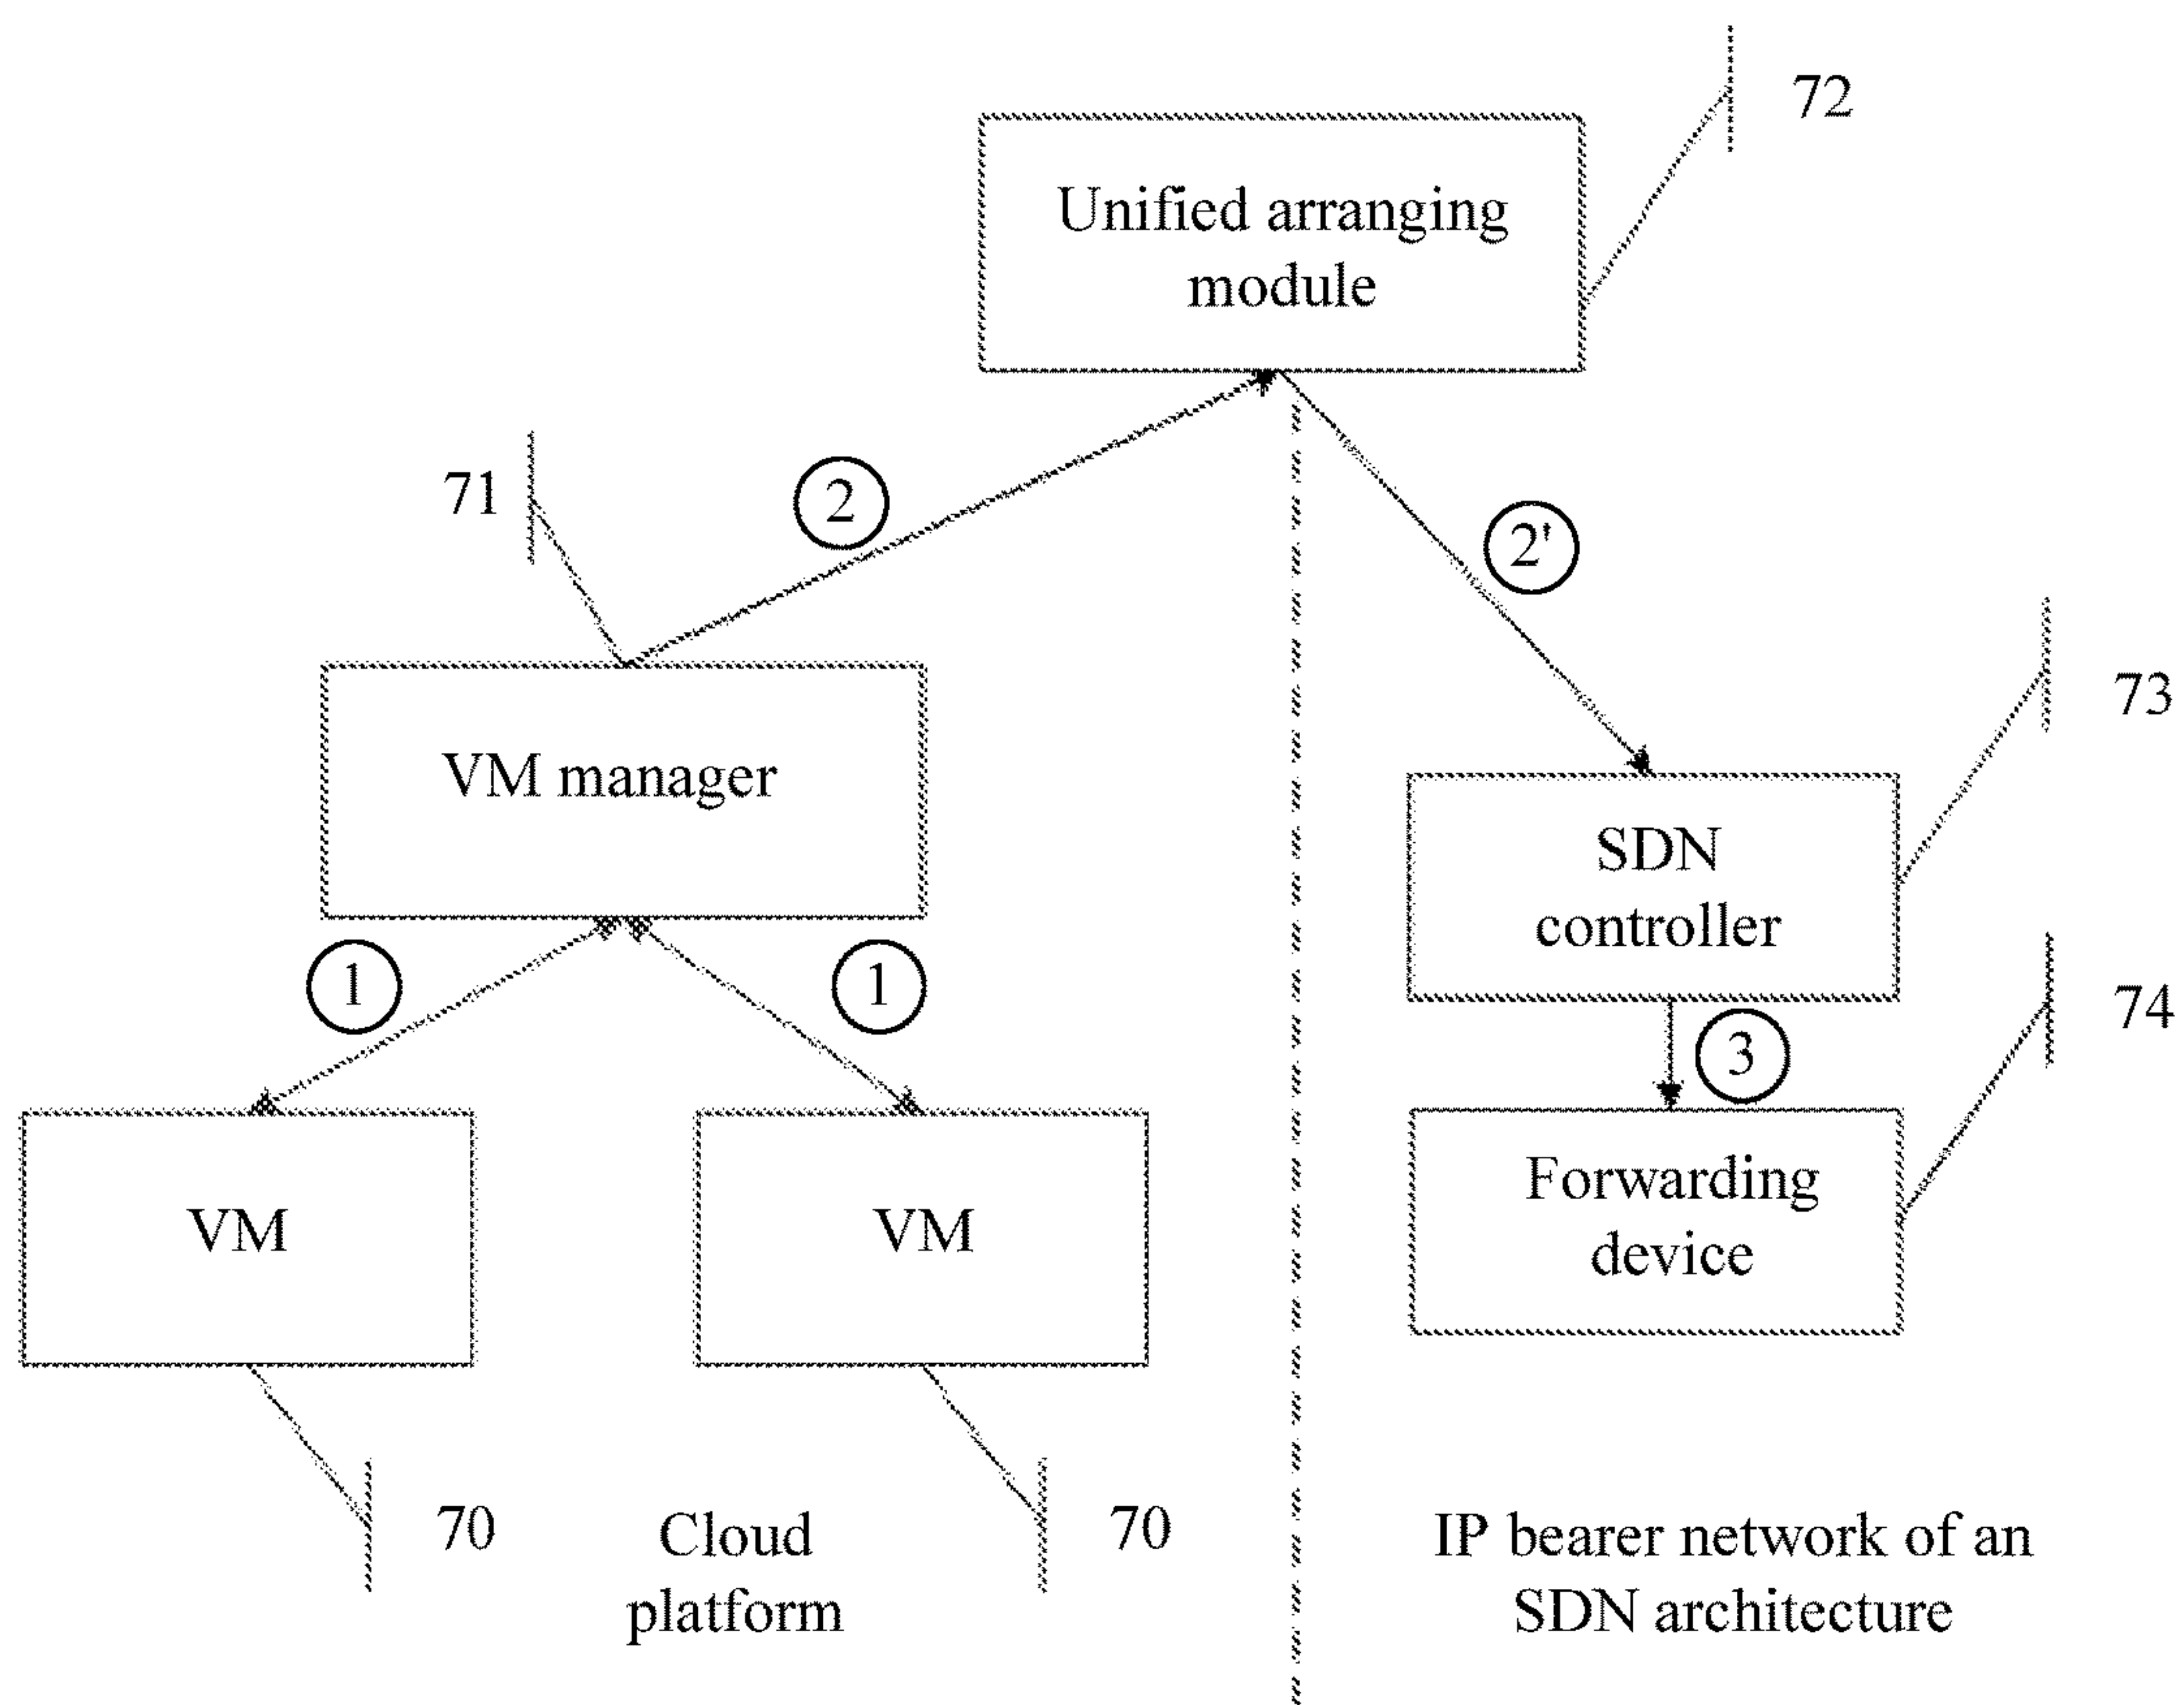 72
Unified arranging
module
71
2
2'
73
VM manager
SDN
controller
1
1
74
3
VM
VM
Forwarding
device
70
Cloud
platform
70
IP bearer network of an
SDN architecture